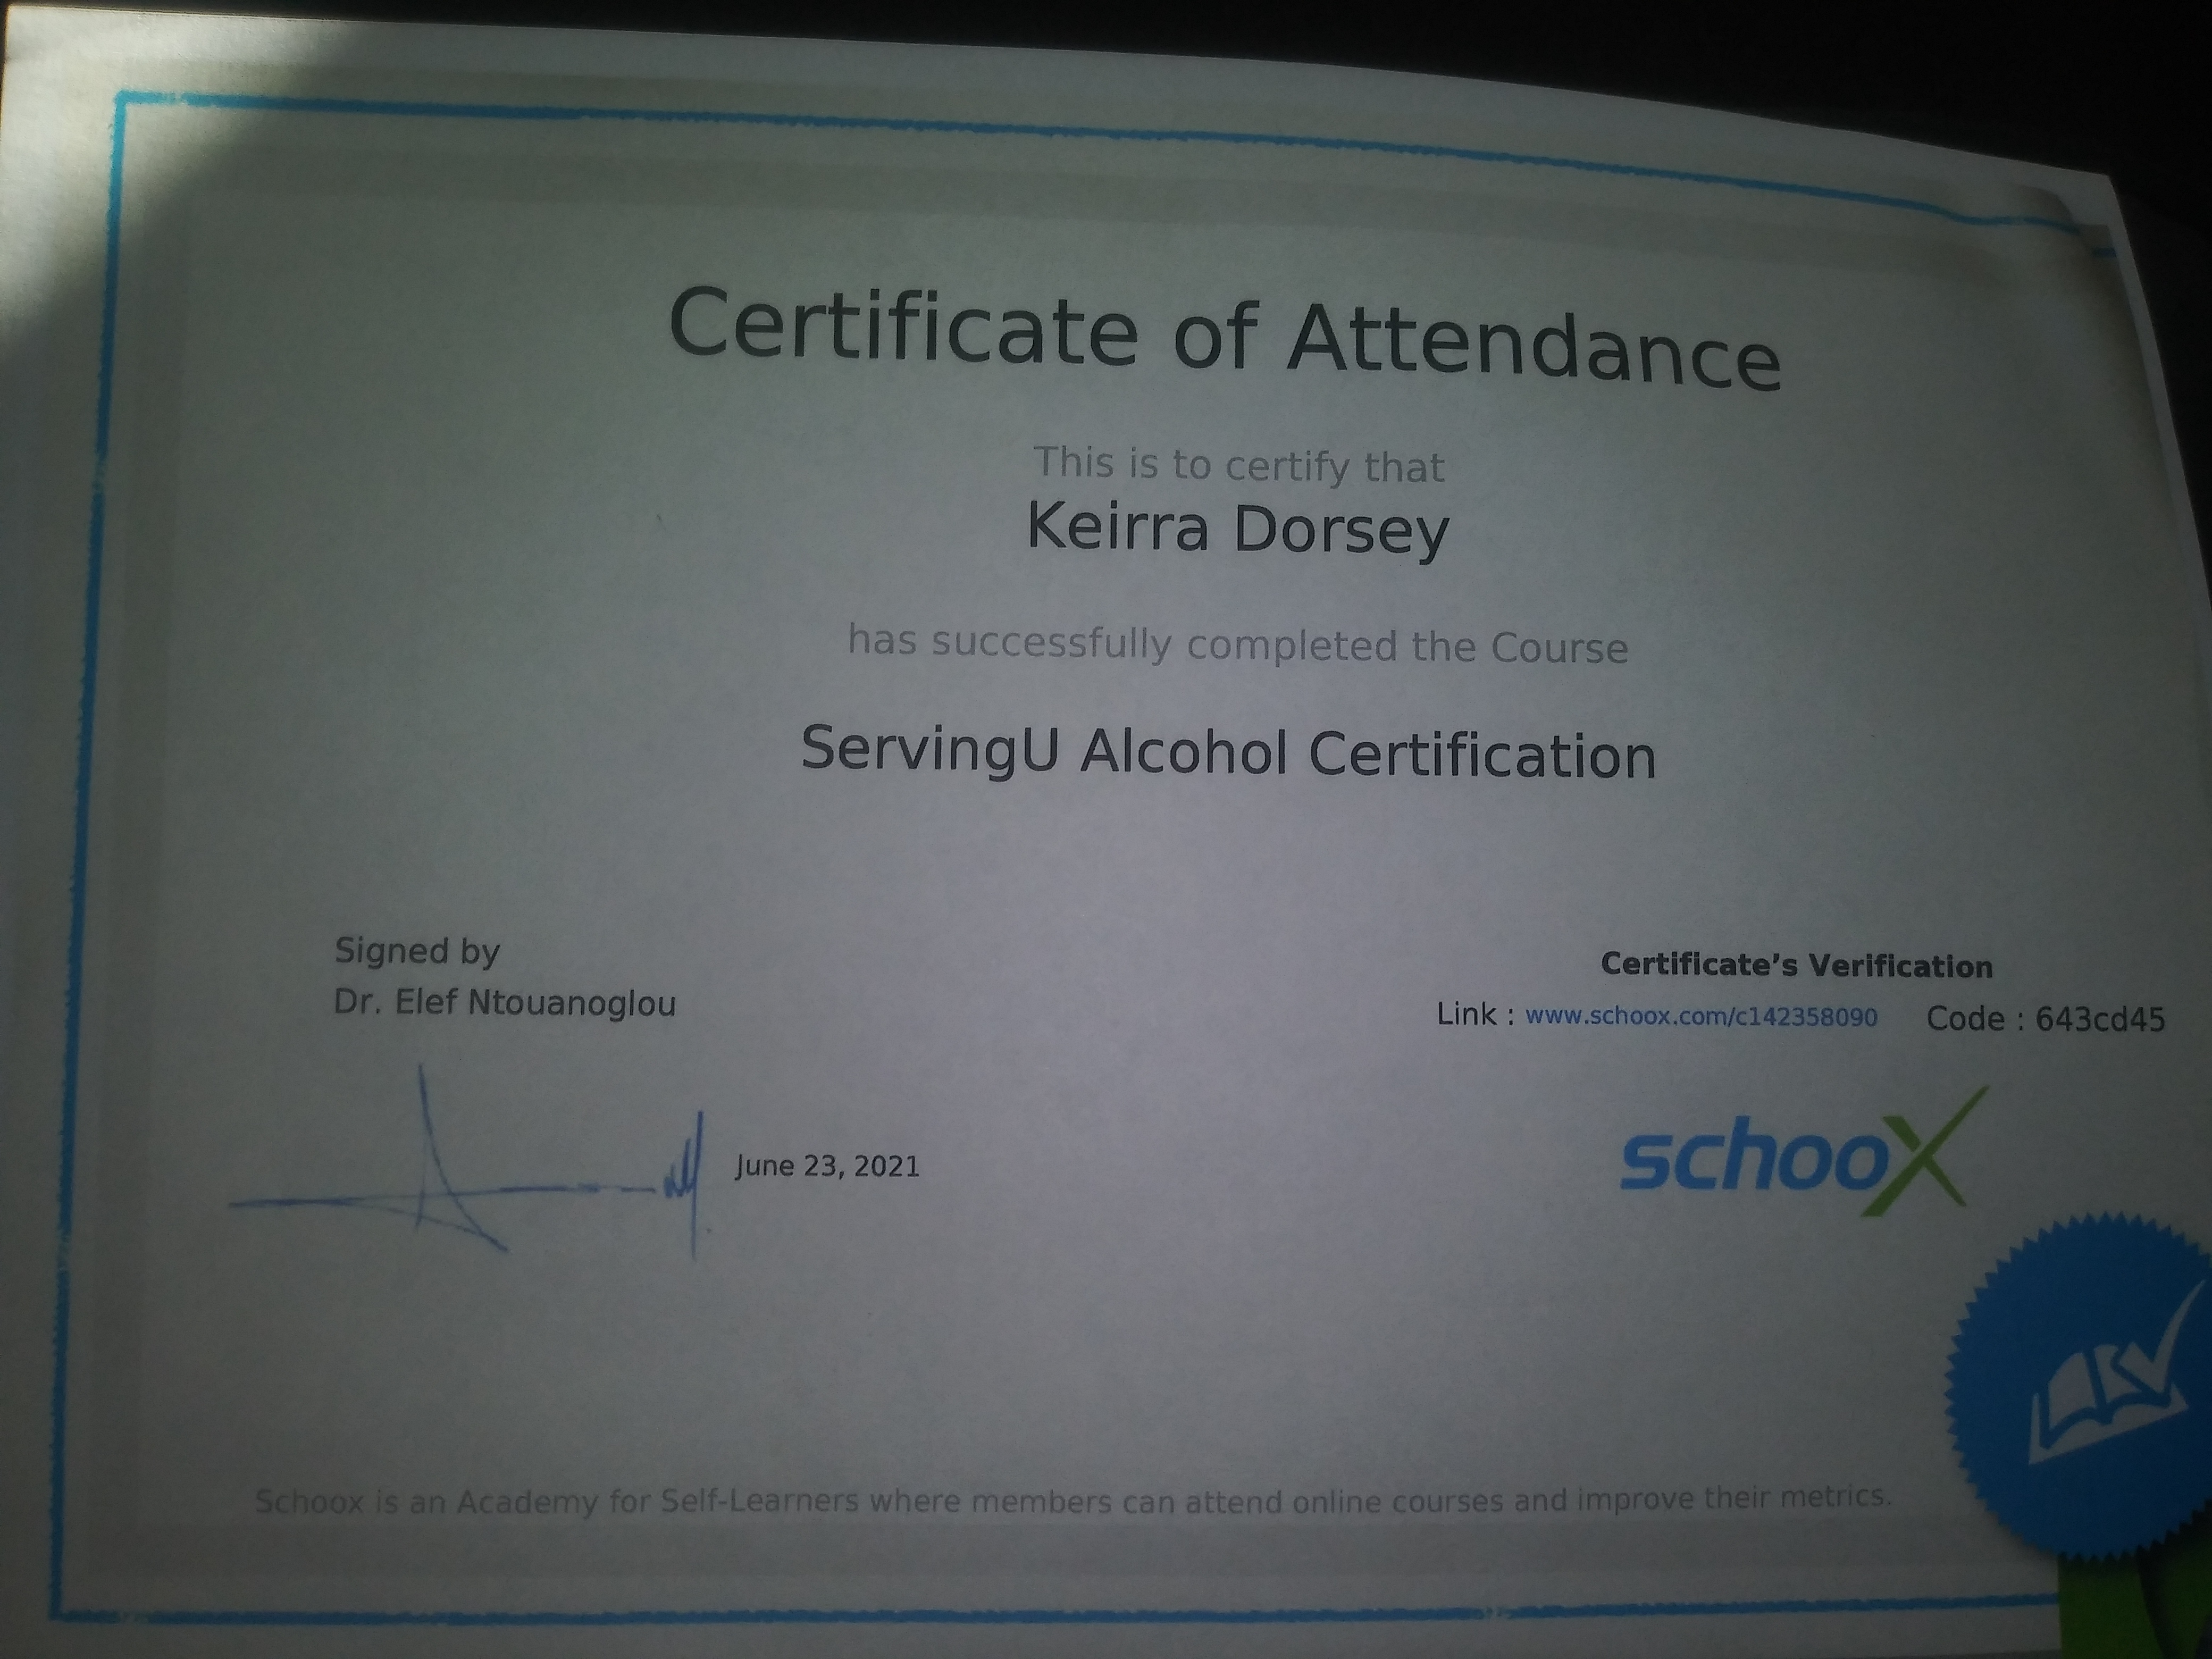 Certificate of Attendance
This is to certify that
Keirra Dorsey
has successfully completed the Course
ServingU Alcohol Certification
Signed by
Dr. Elef Ntouanoglou
June 23, 2021
Certificate's Verification
Link : www.schoox.com/c142358090 Code : 643cd45
schoox
Schoox is an Academy for Self-Learners where members can attend online courses and improve their metrics.